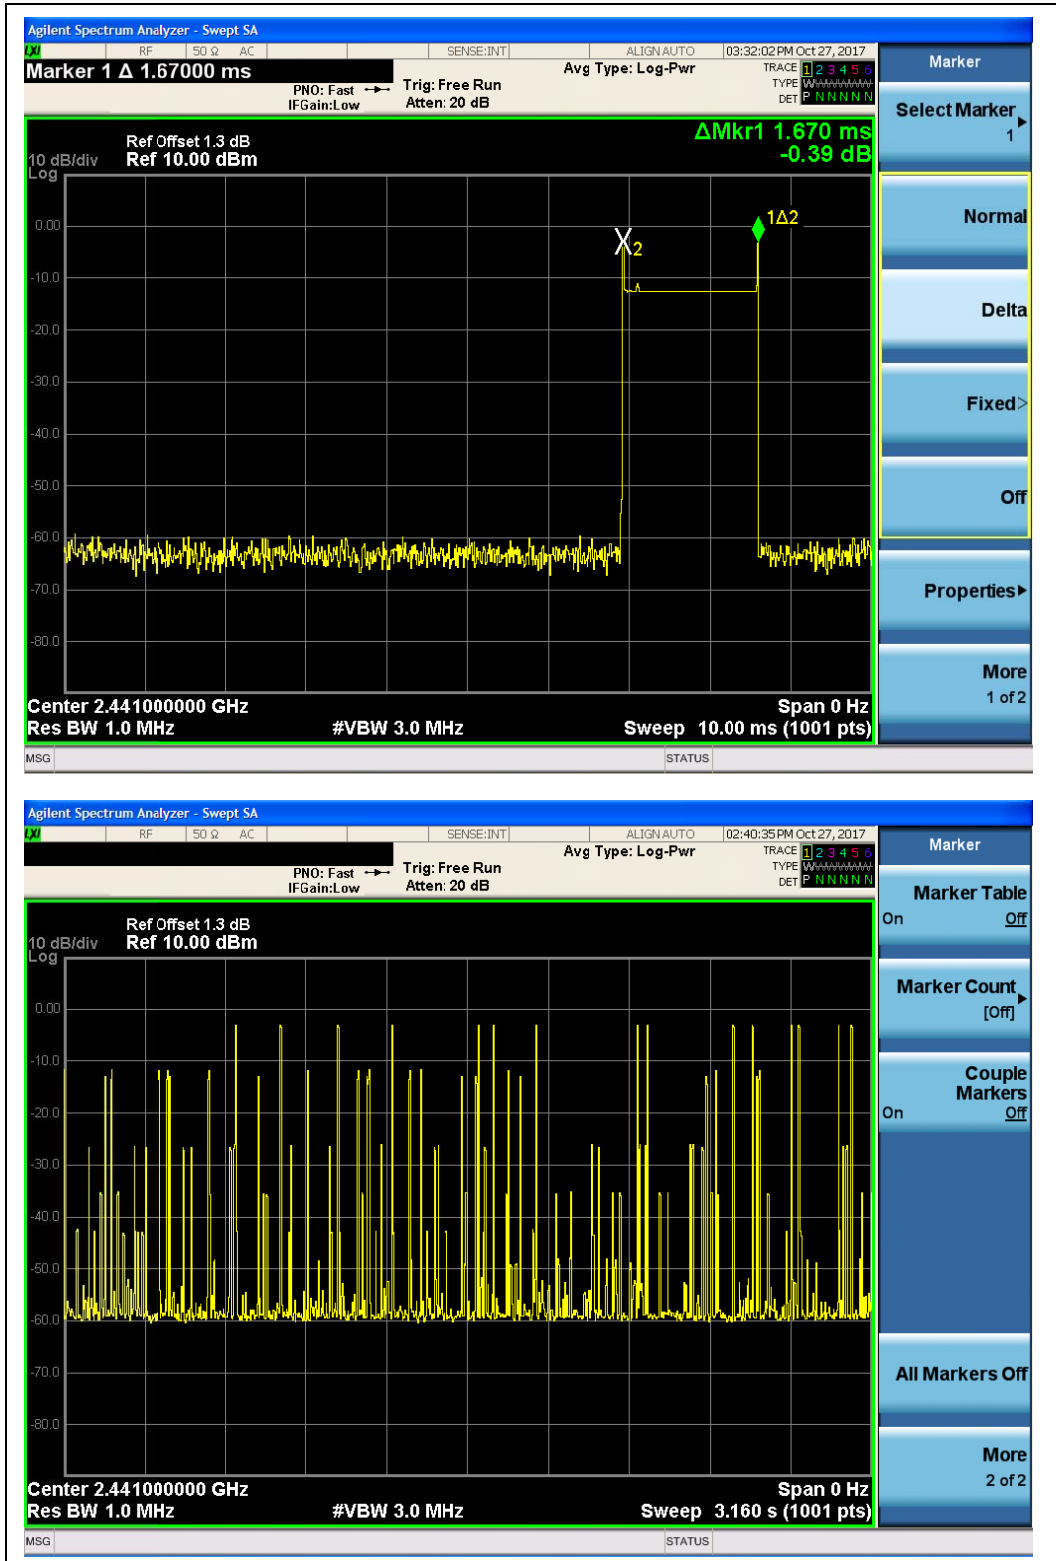 Agilent Spectrum Analyzer - Swept SA
LXI RF 50 Ω AC SENSE:INT ALIGNAUTO 03:32:02 PM Oct 27, 2017
Marker 1 Δ 1.67000 ms
PNO: Fast
IFGain:Low
Trig: Free Run
Atten: 20 dB
Avg Type: Log-Pwr
TRACE 1 2 3 4 5 6
TYPE WWWWWWW
DET P N N N N N
ΔMkr1 1.670 ms
-0.39 dB
Ref Offset 1.3 dB
10 dB/div Ref 10.00 dBm
Log
0.00
-10.0
-20.0
-30.0
-40.0
-50.0
-60.0
-70.0
-80.0
X2
1Δ2
Center 2.441000000 GHz Span 0 Hz
Res BW 1.0 MHz #VBW 3.0 MHz Sweep 10.00 ms (1001 pts)
MSG STATUS
Marker
Select Marker
1
Normal
Delta
Fixed>
Off
Properties
More
1 of 2
Agilent Spectrum Analyzer - Swept SA
LXI RF 50 Ω AC SENSE:INT ALIGNAUTO 02:40:35 PM Oct 27, 2017
PNO: Fast
IFGain:Low
Trig: Free Run
Atten: 20 dB
Avg Type: Log-Pwr
TRACE 1 2 3 4 5 6
TYPE WWWWWWW
DET P N N N N N
Ref Offset 1.3 dB
10 dB/div Ref 10.00 dBm
Log
0.00
-10.0
-20.0
-30.0
-40.0
-50.0
-60.0
-70.0
-80.0
Center 2.441000000 GHz Span 0 Hz
Res BW 1.0 MHz #VBW 3.0 MHz Sweep 3.160 s (1001 pts)
MSG STATUS
Marker
Marker Table
On Off
Marker Count
[Off]
Couple
Markers
On Off
All Markers Off
More
2 of 2